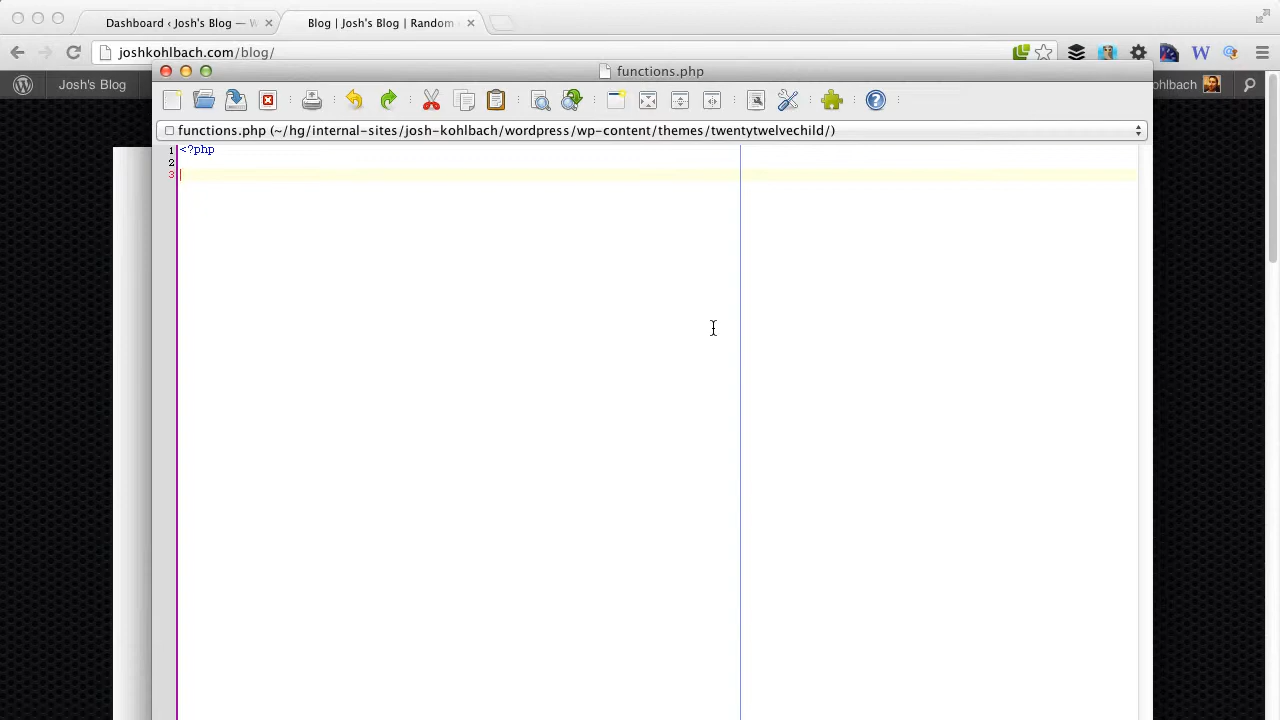 Dashboard ‹ Josh's Blog — W
Blog | Josh's Blog | Random
joshkohlbach.com/blog/
functions.php
Josh's Blog
ohlbach
functions.php (~/hg/internal-sites/josh-kohlbach/wordpress/wp-content/themes/twentytwelvechild/)
1 <?php
2
3